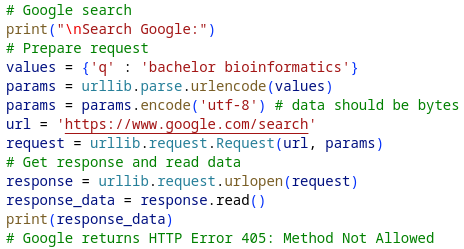 # Google search
print("\nSearch Google:")
# Prepare request
values = {'q' : 'bachelor bioinformatics'}
params = urllib.parse.urlencode(values)
params = params.encode('utf-8') # data should be bytes
url = 'https://www.google.com/search'
request = urllib.request.Request(url, params)
# Get response and read data
response = urllib.request.urlopen(request)
response_data = response.read()
print(response_data)
# Google returns HTTP Error 405: Method Not Allowed